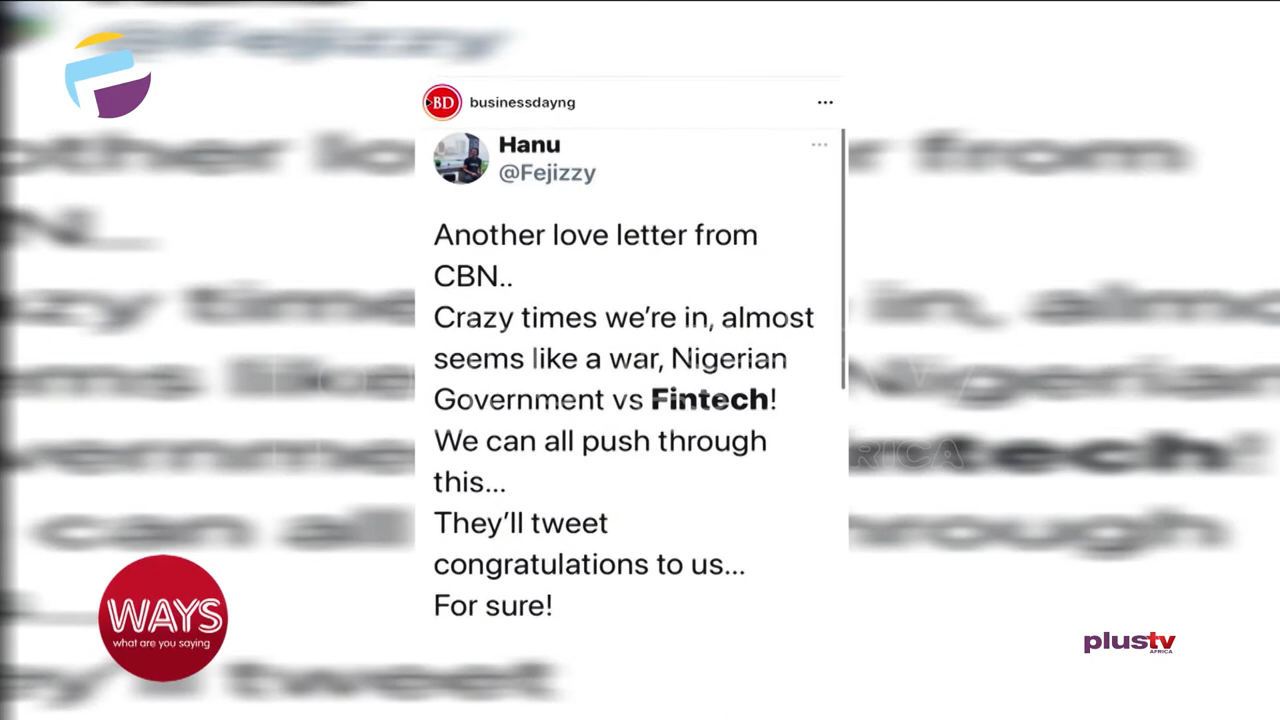 businessdayng
BD
Hanu
@Fejizzy
Another love letter from
CBN..
Crazy times we're in, almost
seems like a war, Nigerian
Government vs Fintech!
We can all push through
this...
They'll tweet
congratulations to us...
For sure!
WAYS
what are you saying
plustv
AFRICA